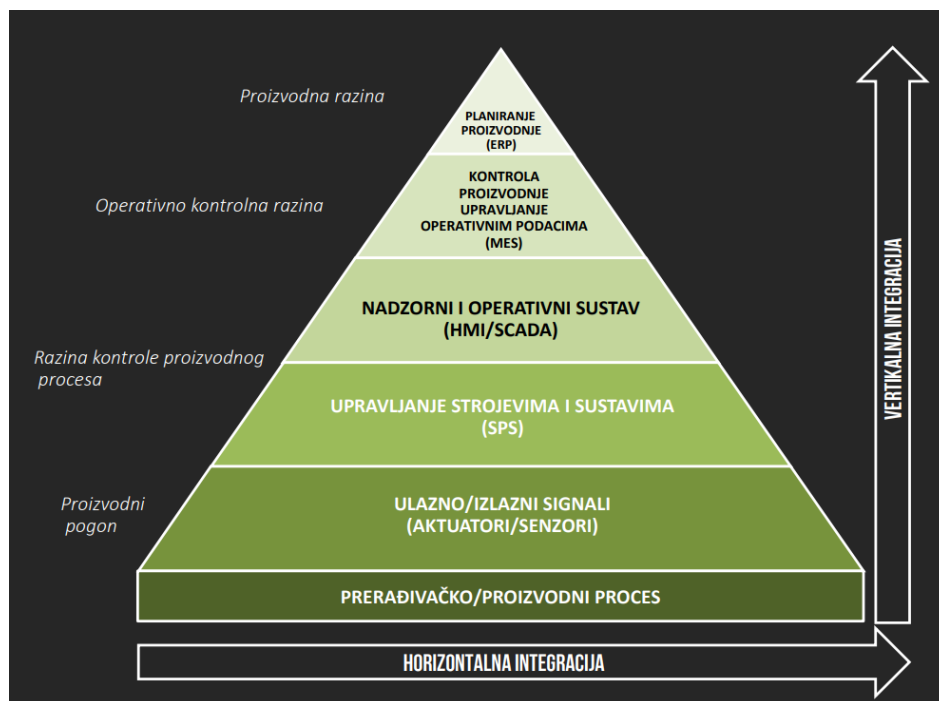 Proizvodna razina
PLANIRANJE
PROIZVODNJE
(ERP)
Operativno kontrolna razina
KONTROLA
PROIZVODNJE
UPRAVLJANJE
OPERATIVNIM PODACIMA
(MES)
NADZORNI I OPERATIVNI SUSTAV
(HMI/SCADA)
Razina kontrole proizvodnog
procesa
UPRAVLJANJE STROJEVIMA I SUSTAVIMA
(SPS)
Proizvodni
pogon
ULAZNO/IZLAZNI SIGNALI
(AKTUATORI/SENZORI)
PRERAĐIVAČKO/PROIZVODNI PROCES
HORIZONTALNA INTEGRACIJA
VERTIKALNA INTEGRACIJA